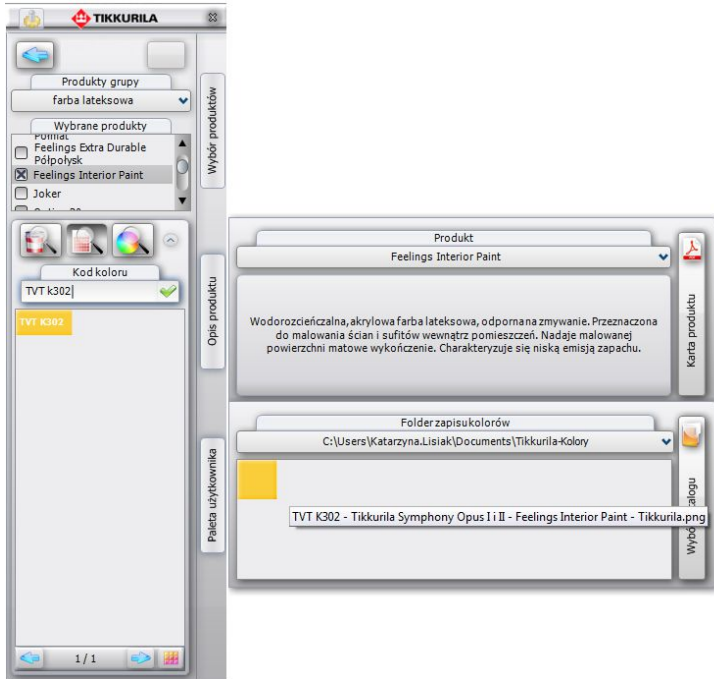 TIKKURILA
Produkty grupy
farba lateksowa
Wybrane produkty
Półmat
Feelings Extra Durable
Półpołysk
Feelings Interior Paint
Joker
Kod koloru
TVT k302
TVT K302
1/1
Wybór produktów
Opis produktu
Paleta użytkownika
Produkt
Feelings Interior Paint
Wodorozcieńczalna, akrylowa farba lateksowa, odporna na zmywanie. Przeznaczona
do malowania ścian i sufitów wewnątrz pomieszczeń. Nadaje malowanej
powierzchni matowe wykończenie. Charakteryzuje się niską emisją zapachu.
Karta produktu
Folder zapisu kolorów
C:\Users\Katarzyna.Lisiak\Documents\Tikkurila-Kolory
TVT K302 - Tikkurila Symphony Opus I i II - Feelings Interior Paint - Tikkurila.png
Wybór
alogu